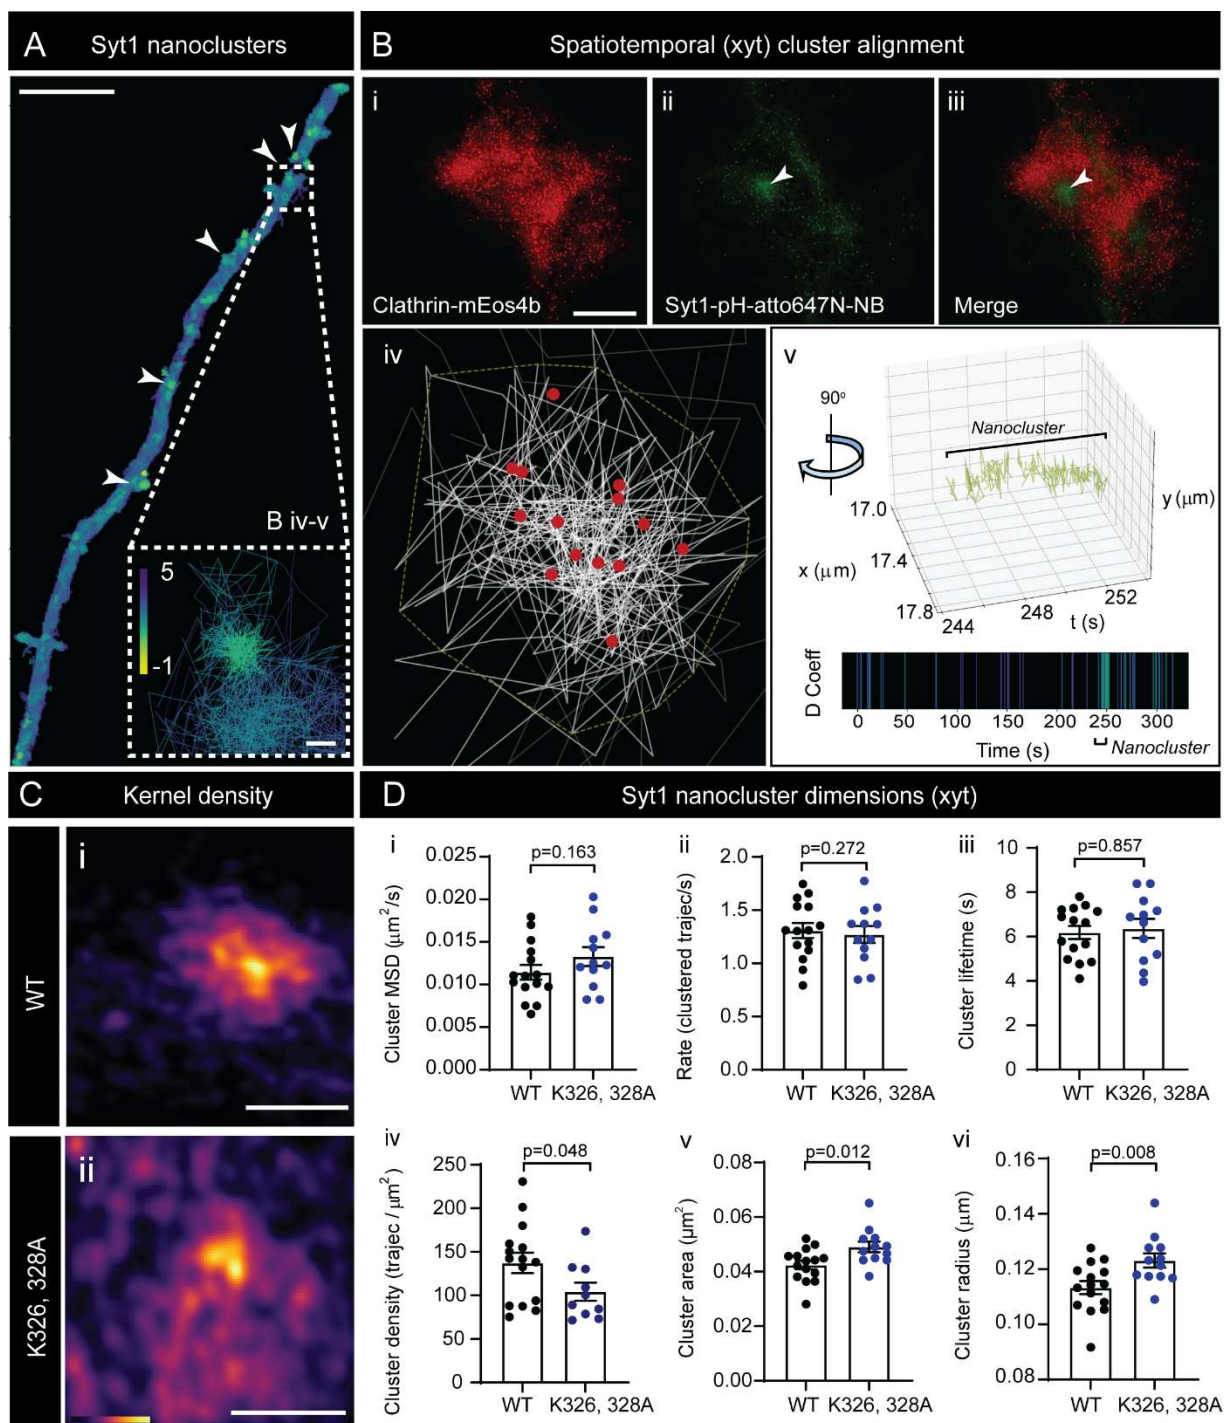 A Syt1 nanoclusters
B Spatiotemporal (xyt) cluster alignment
i
ii
iii
Clathrin-mEos4b
Syt1-pH-atto647N-NB
Merge
B iv-v
5
-1
iv
v
90°
Nanocluster
17.0
17.4
17.8
x (μm)
y (μm)
244
248
252
t (s)
D Coeff
0 50 100 150 200 250 300
Time (s)
Nanocluster
C Kernel density
D Syt1 nanocluster dimensions (xyt)
WT
i
K326, 328A
ii
i
p=0.163
Cluster MSD (μm²/s)
0.025
0.020
0.015
0.010
0.005
0.000
WT K326, 328A
ii
p=0.272
Rate (clustered trajec/s)
2.0
1.5
1.0
0.5
0.0
WT K326, 328A
iii
p=0.857
Cluster lifetime (s)
10
8
6
4
2
0
WT K326, 328A
iv
p=0.048
Cluster density (trajec / μm²)
250
200
150
100
50
0
WT K326, 328A
v
p=0.012
Cluster area (μm²)
0.08
0.06
0.04
0.02
0.00
WT K326, 328A
vi
p=0.008
Cluster radius (μm)
0.16
0.14
0.12
0.10
0.08
WT K326, 328A